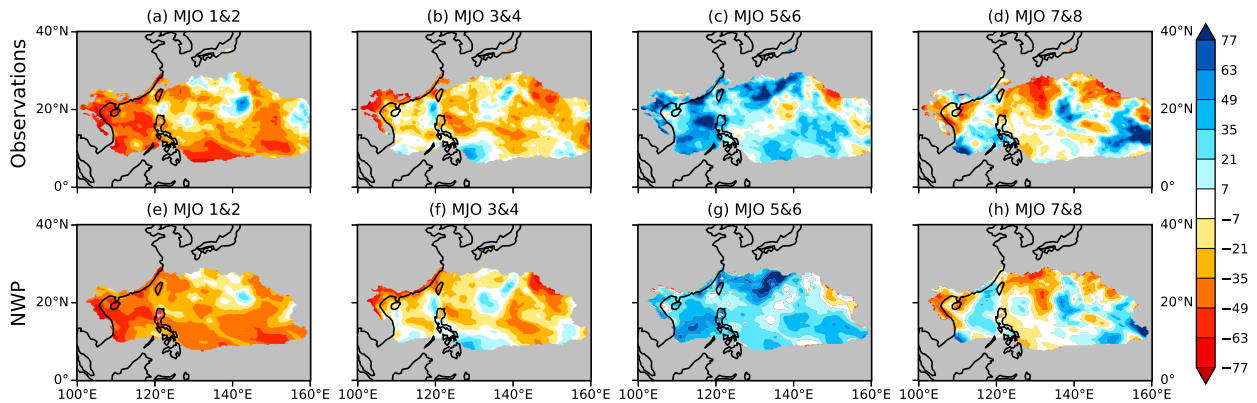 (a) MJO 1&2
(b) MJO 3&4
(c) MJO 5&6
(d) MJO 7&8
Observations
40°N
20°N
0°
40°N
20°N
0°
(e) MJO 1&2
(f) MJO 3&4
(g) MJO 5&6
(h) MJO 7&8
NWP
40°N
20°N
0°
40°N
20°N
0°
100°E 120°E 140°E 160°E
100°E 120°E 140°E 160°E
100°E 120°E 140°E 160°E
100°E 120°E 140°E 160°E
77
63
49
35
21
7
−7
−21
−35
−49
−63
−77